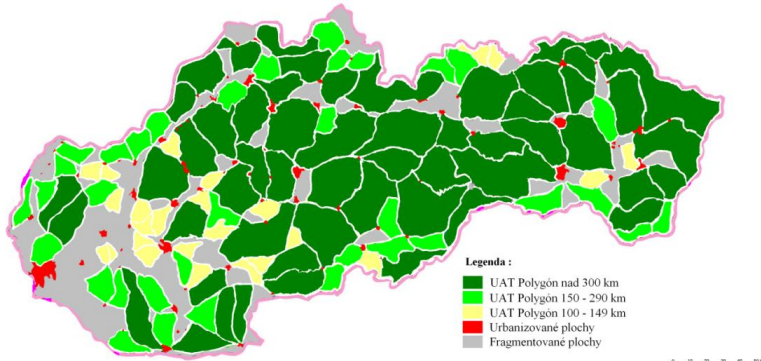 Legenda :
UAT Polygón nad 300 km
UAT Polygón 150 - 290 km
UAT Polygón 100 - 149 km
Urbanizované plochy
Fragmentované plochy